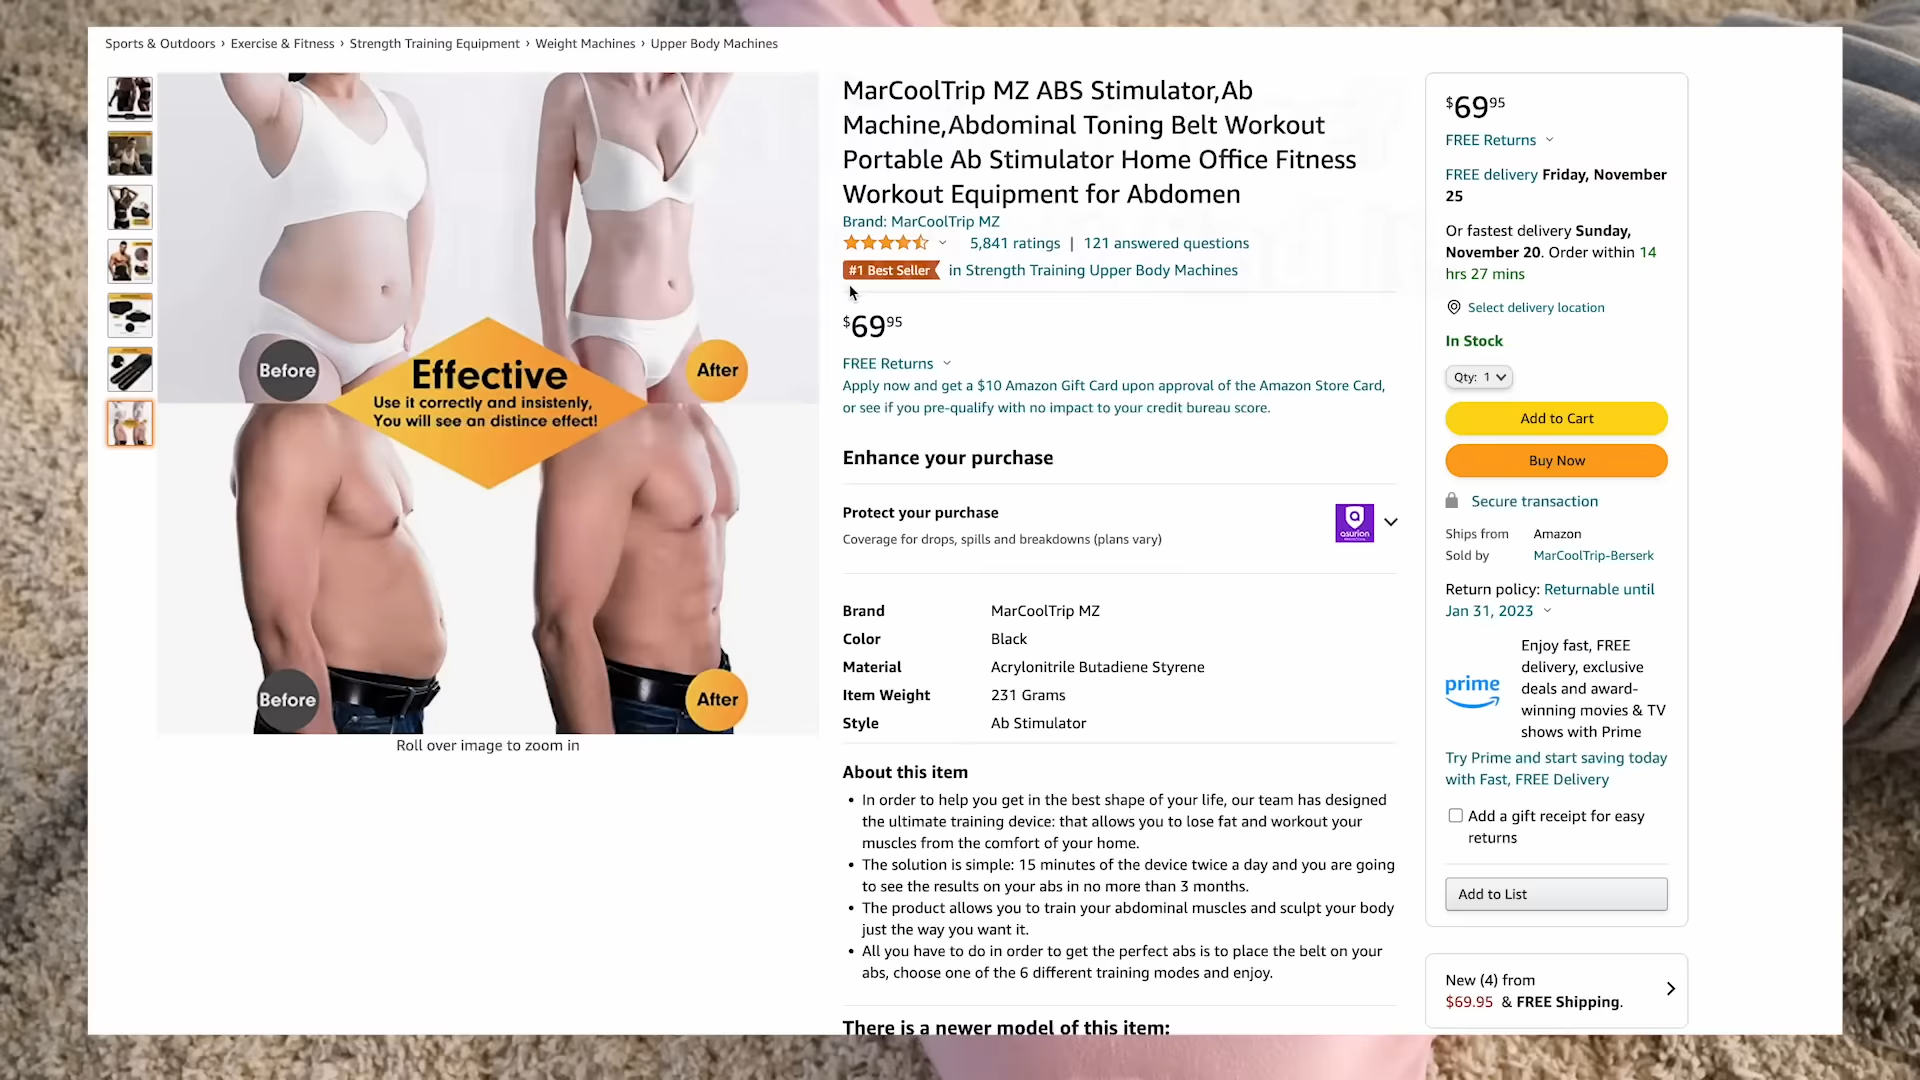 Sports & Outdoors › Exercise & Fitness › Strength Training Equipment › Weight Machines › Upper Body Machines
Before
After
Effective
Use it correctly and insistenly,
You will see an distince effect!
Before
After
Roll over image to zoom in
MarCoolTrip MZ ABS Stimulator,Ab
Machine,Abdominal Toning Belt Workout
Portable Ab Stimulator Home Office Fitness
Workout Equipment for Abdomen
Brand: MarCoolTrip MZ
5,841 ratings | 121 answered questions
#1 Best Seller in Strength Training Upper Body Machines
$69.95
FREE Returns
Apply now and get a $10 Amazon Gift Card upon approval of the Amazon Store Card,
or see if you pre-qualify with no impact to your credit bureau score.
Enhance your purchase
Protect your purchase
Coverage for drops, spills and breakdowns (plans vary)
asurion
Brand MarCoolTrip MZ
Color Black
Material Acrylonitrile Butadiene Styrene
Item Weight 231 Grams
Style Ab Stimulator
About this item
• In order to help you get in the best shape of your life, our team has designed
the ultimate training device: that allows you to lose fat and workout your
muscles from the comfort of your home.
• The solution is simple: 15 minutes of the device twice a day and you are going
to see the results on your abs in no more than 3 months.
• The product allows you to train your abdominal muscles and sculpt your body
just the way you want it.
• All you have to do in order to get the perfect abs is to place the belt on your
abs, choose one of the 6 different training modes and enjoy.
There is a newer model of this item:
$69.95
FREE Returns
FREE delivery Friday, November
25
Or fastest delivery Sunday,
November 20. Order within 14
hrs 27 mins
Select delivery location
In Stock
Qty: 1
Add to Cart
Buy Now
Secure transaction
Ships from Amazon
Sold by MarCoolTrip-Berserk
Return policy: Returnable until
Jan 31, 2023
prime
Enjoy fast, FREE
delivery, exclusive
deals and award-
winning movies & TV
shows with Prime
Try Prime and start saving today
with Fast, FREE Delivery
Add a gift receipt for easy
returns
Add to List
New (4) from
$69.95 & FREE Shipping.